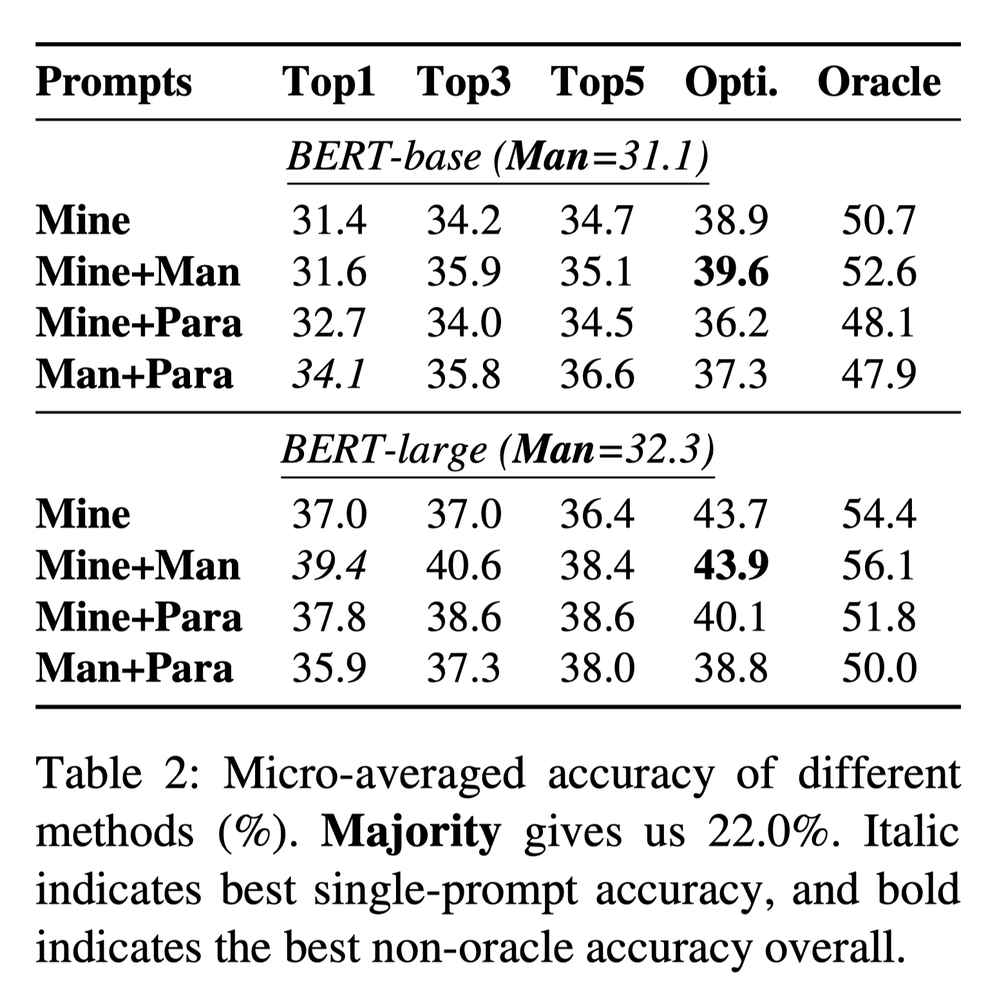 Prompts Top1 Top3 Top5 Opti. Oracle
BERT-base (Man=31.1)
Mine 31.4 34.2 34.7 38.9 50.7
Mine+Man 31.6 35.9 35.1 39.6 52.6
Mine+Para 32.7 34.0 34.5 36.2 48.1
Man+Para 34.1 35.8 36.6 37.3 47.9
BERT-large (Man=32.3)
Mine 37.0 37.0 36.4 43.7 54.4
Mine+Man 39.4 40.6 38.4 43.9 56.1
Mine+Para 37.8 38.6 38.6 40.1 51.8
Man+Para 35.9 37.3 38.0 38.8 50.0
Table 2: Micro-averaged accuracy of different
methods (%). Majority gives us 22.0%. Italic
indicates best single-prompt accuracy, and bold
indicates the best non-oracle accuracy overall.